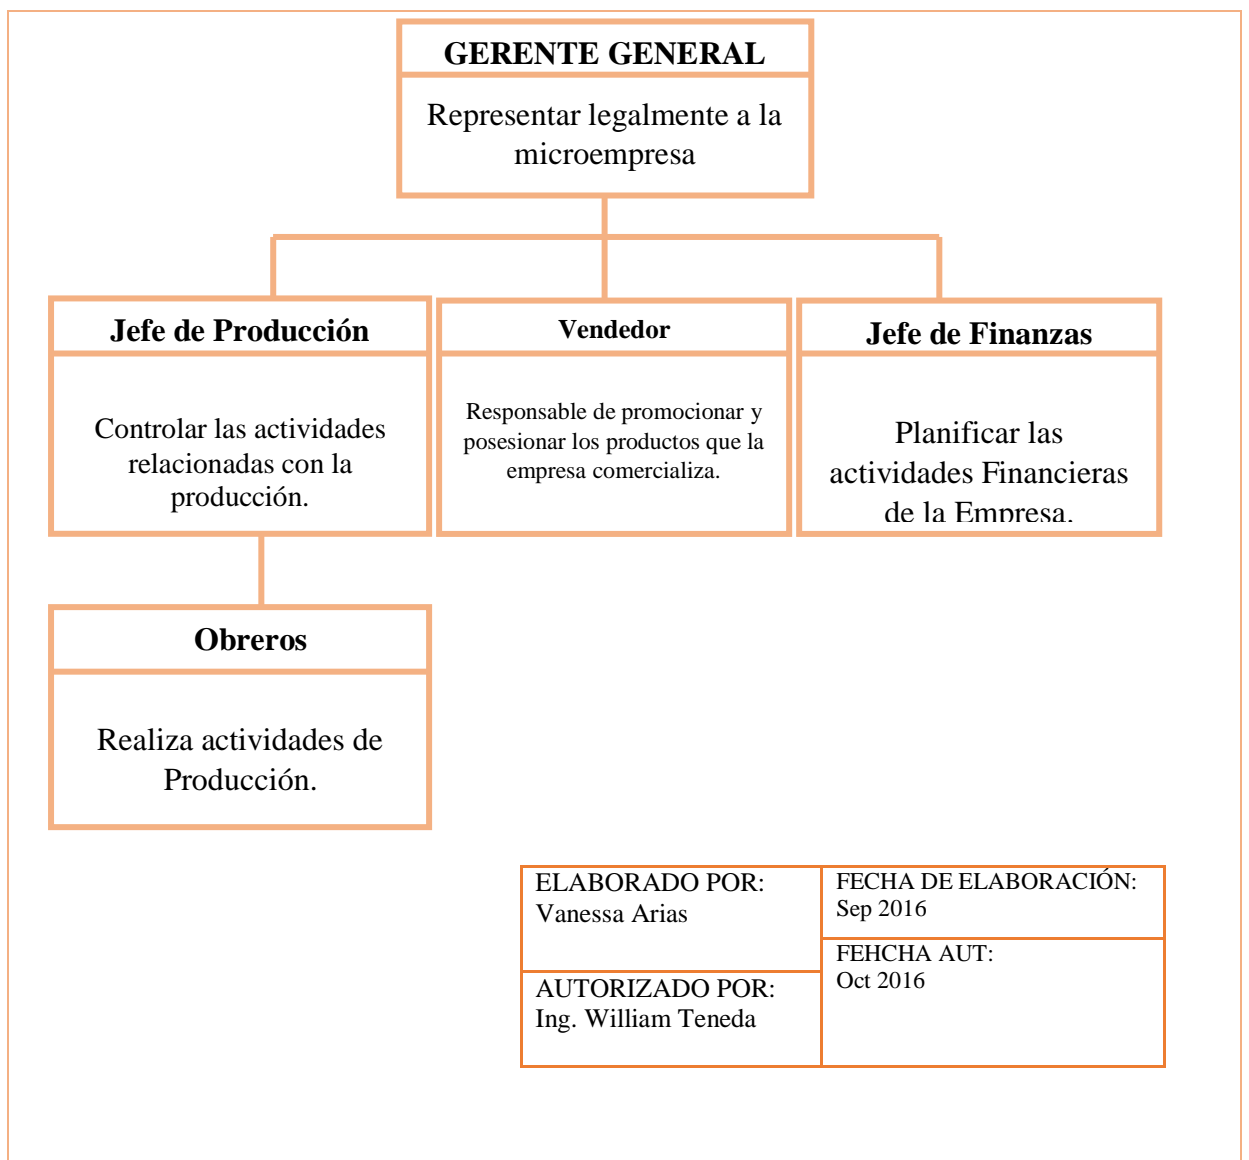 GERENTE GENERAL
Representar legalmente a la
microempresa
Jefe de Producción
Controlar las actividades
relacionadas con la
producción.
Vendedor
Responsable de promocionar y
posesionar los productos que la
empresa comercializa.
Jefe de Finanzas
Planificar las
actividades Financieras
de la Empresa.
Obreros
Realiza actividades de
Producción.
ELABORADO POR:
Vanessa Arias
FECHA DE ELABORACIÓN:
Sep 2016
AUTORIZADO POR:
Ing. William Teneda
FEHCHA AUT:
Oct 2016